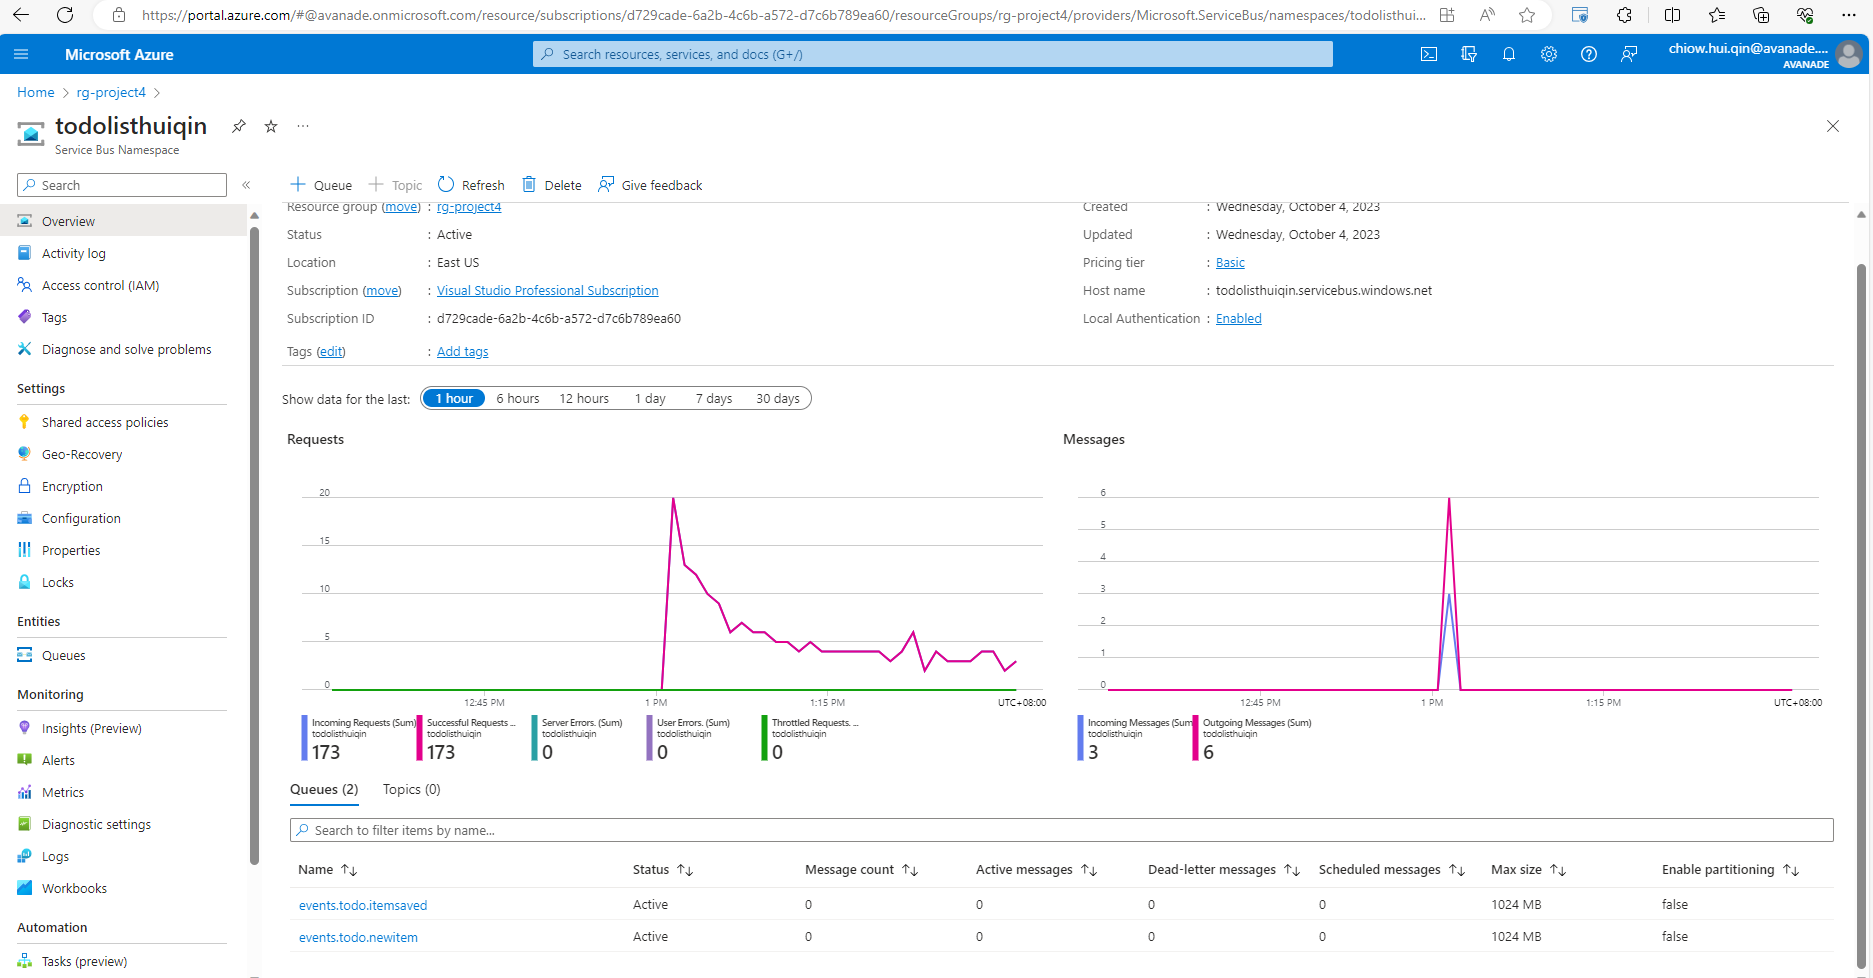 https://portal.azure.com/#@avanade.onmicrosoft.com/resource/subscriptions/d729cade-6a2b-4c6b-a572-d7c6b789ea60/resourceGroups/rg-project4/providers/Microsoft.ServiceBus/namespaces/todolisthui...
Microsoft Azure
Search resources, services, and docs (G+/)
chiow.hui.qin@avanade....
AVANADE
Home > rg-project4 >
todolisthuiqin
Service Bus Namespace
Search
Queue Topic Refresh Delete Give feedback
Overview
Activity log
Access control (IAM)
Tags
Diagnose and solve problems
Settings
Shared access policies
Geo-Recovery
Encryption
Configuration
Properties
Locks
Entities
Queues
Monitoring
Insights (Preview)
Alerts
Metrics
Diagnostic settings
Logs
Workbooks
Automation
Tasks (preview)
Resource group (move) : rg-project4
Status : Active
Location : East US
Subscription (move) : Visual Studio Professional Subscription
Subscription ID : d729cade-6a2b-4c6b-a572-d7c6b789ea60
Tags (edit) : Add tags
Created : Wednesday, October 4, 2023
Updated : Wednesday, October 4, 2023
Pricing tier : Basic
Host name : todolisthuiqin.servicebus.windows.net
Local Authentication : Enabled
Show data for the last: 1 hour 6 hours 12 hours 1 day 7 days 30 days
Requests
20
15
10
5
0
12:45 PM 1 PM 1:15 PM UTC+08:00
Incoming Requests (Sum) Successful Requests ... Server Errors. (Sum) User Errors. (Sum) Throttled Requests. ...
todolisthuiqin todolisthuiqin todolisthuiqin todolisthuiqin todolisthuiqin
173 173 0 0 0
Messages
6
5
4
3
2
1
0
12:45 PM 1 PM 1:15 PM UTC+08:00
Incoming Messages (Sum Outgoing Messages (Sum)
todolisthuiqin todolisthuiqin
3 6
Queues (2) Topics (0)
Search to filter items by name...
Name Status Message count Active messages Dead-letter messages Scheduled messages Max size Enable partitioning
events.todo.itemsaved Active 0 0 0 0 1024 MB false
events.todo.newitem Active 0 0 0 0 1024 MB false